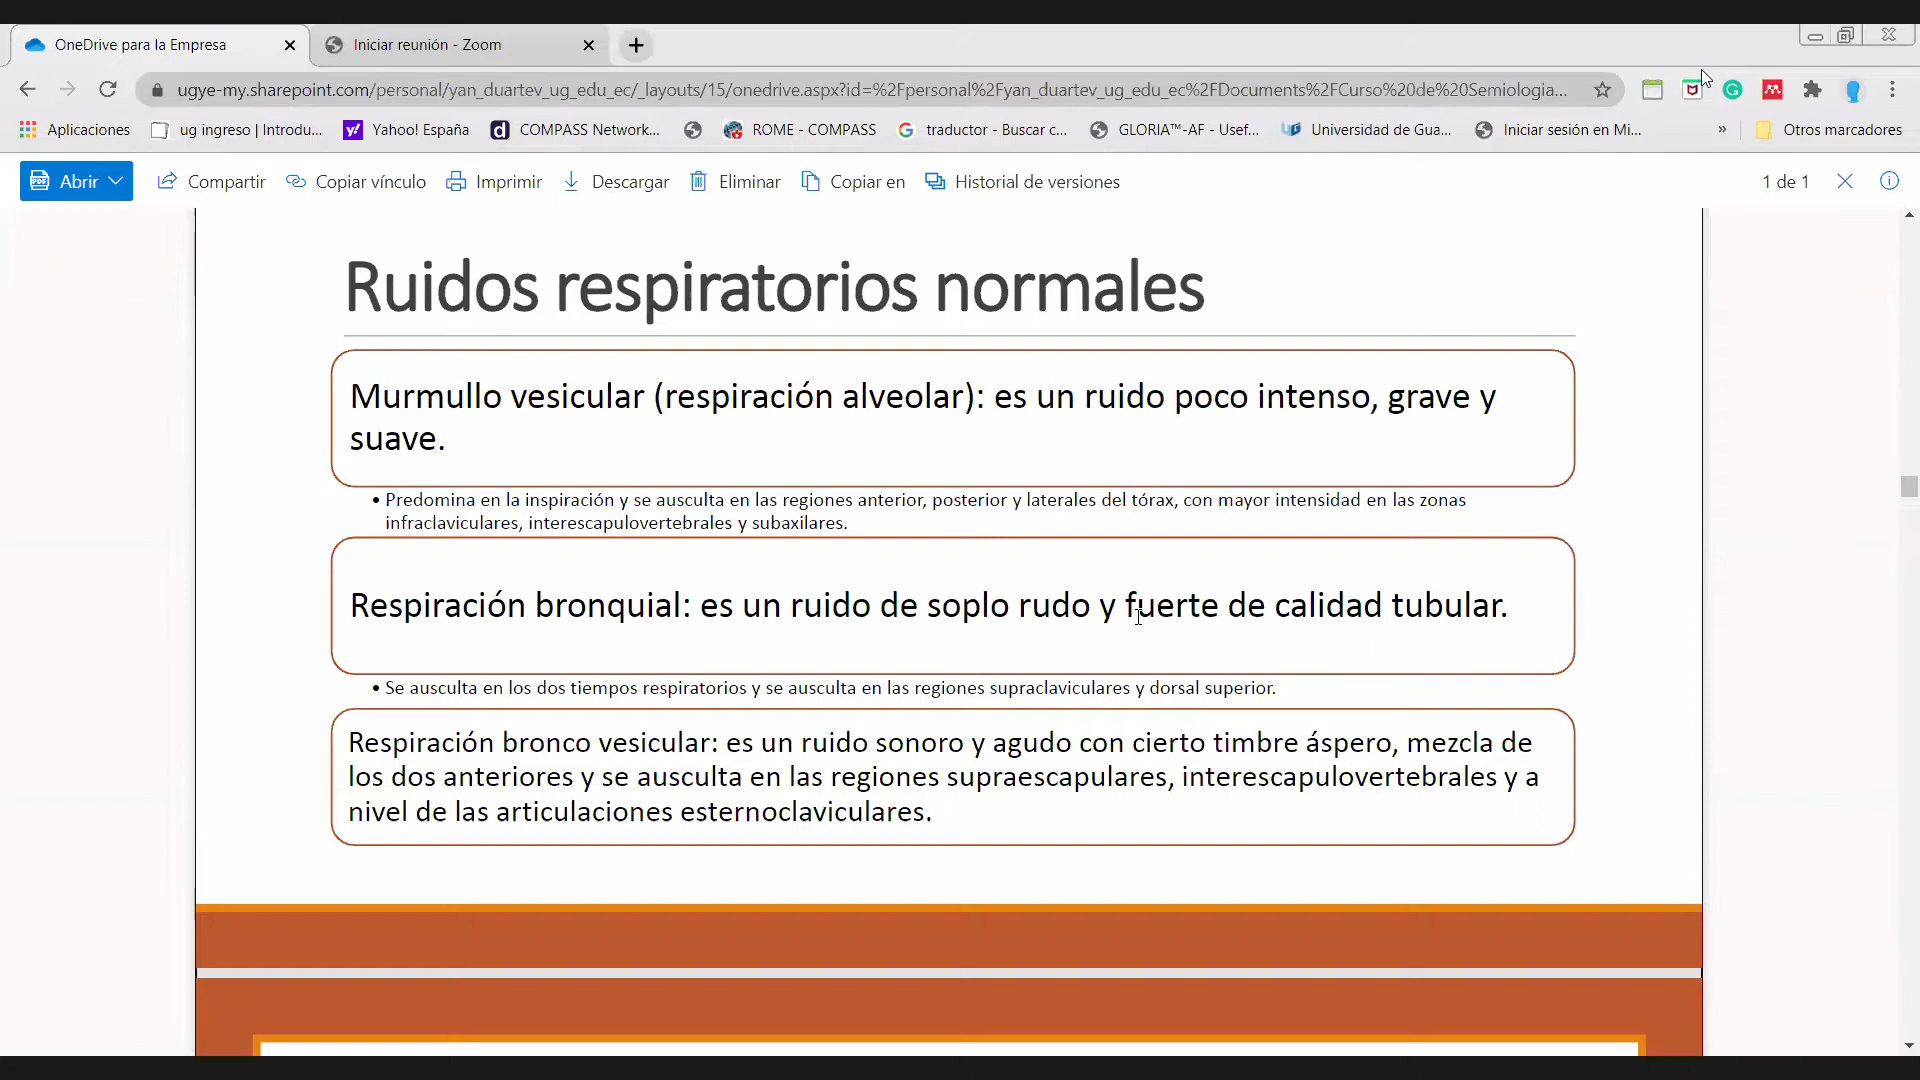 OneDrive para la Empresa
Iniciar reunión - Zoom
ugye-my.sharepoint.com/personal/yan_duartev_ug_edu_ec/_layouts/15/onedrive.aspx?id=%2Fpersonal%2Fyan_duartev_ug_edu_ec%2FDocuments%2FCurso%20de%20Semiologia...
Aplicaciones
ug ingreso | Introdu...
Yahoo! España
COMPASS Network...
ROME - COMPASS
traductor - Buscar c...
GLORIA™-AF - Usef...
Universidad de Gua...
Iniciar sesión en Mi...
»
Otros marcadores
Abrir
Compartir
Copiar vínculo
Imprimir
Descargar
Eliminar
Copiar en
Historial de versiones
1 de 1
Ruidos respiratorios normales
Murmullo vesicular (respiración alveolar): es un ruido poco intenso, grave y
suave.
• Predomina en la inspiración y se ausculta en las regiones anterior, posterior y laterales del tórax, con mayor intensidad en las zonas
infraclaviculares, interescapulovertebrales y subaxilares.
Respiración bronquial: es un ruido de soplo rudo y fuerte de calidad tubular.
• Se ausculta en los dos tiempos respiratorios y se ausculta en las regiones supraclaviculares y dorsal superior.
Respiración bronco vesicular: es un ruido sonoro y agudo con cierto timbre áspero, mezcla de
los dos anteriores y se ausculta en las regiones supraescapulares, interescapulovertebrales y a
nivel de las articulaciones esternoclaviculares.